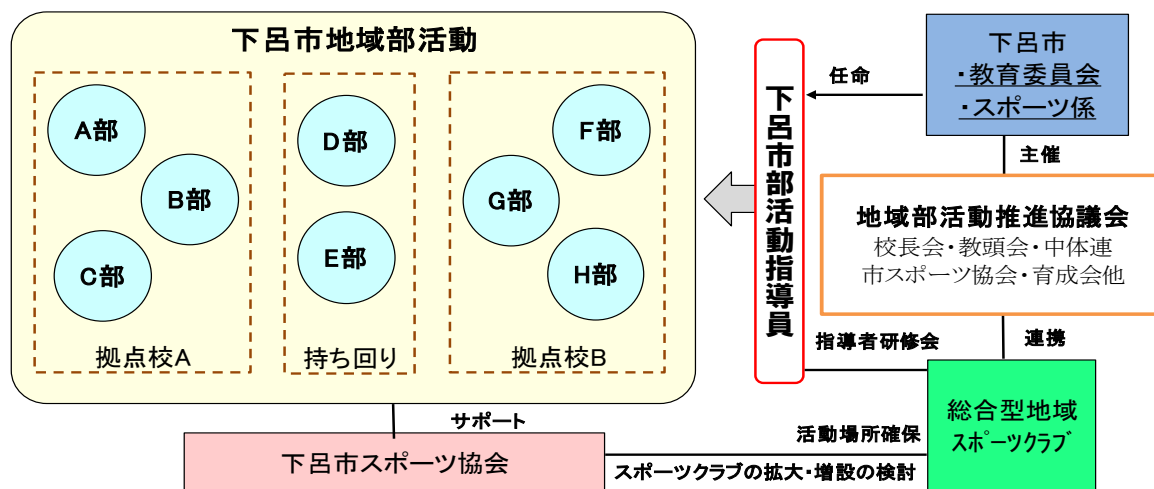 下呂市地域部活動
A部
B部
C部
拠点校A
D部
E部
持ち回り
F部
G部
H部
拠点校B
下呂市部活動指導員
任命
下呂市
・教育委員会
・スポーツ係
主催
地域部活動推進協議会
校長会・教頭会・中体連
市スポーツ協会・育成会他
指導者研修会
連携
総合型地域
スポーツクラブ
サポート
下呂市スポーツ協会
活動場所確保
スポーツクラブの拡大・増設の検討